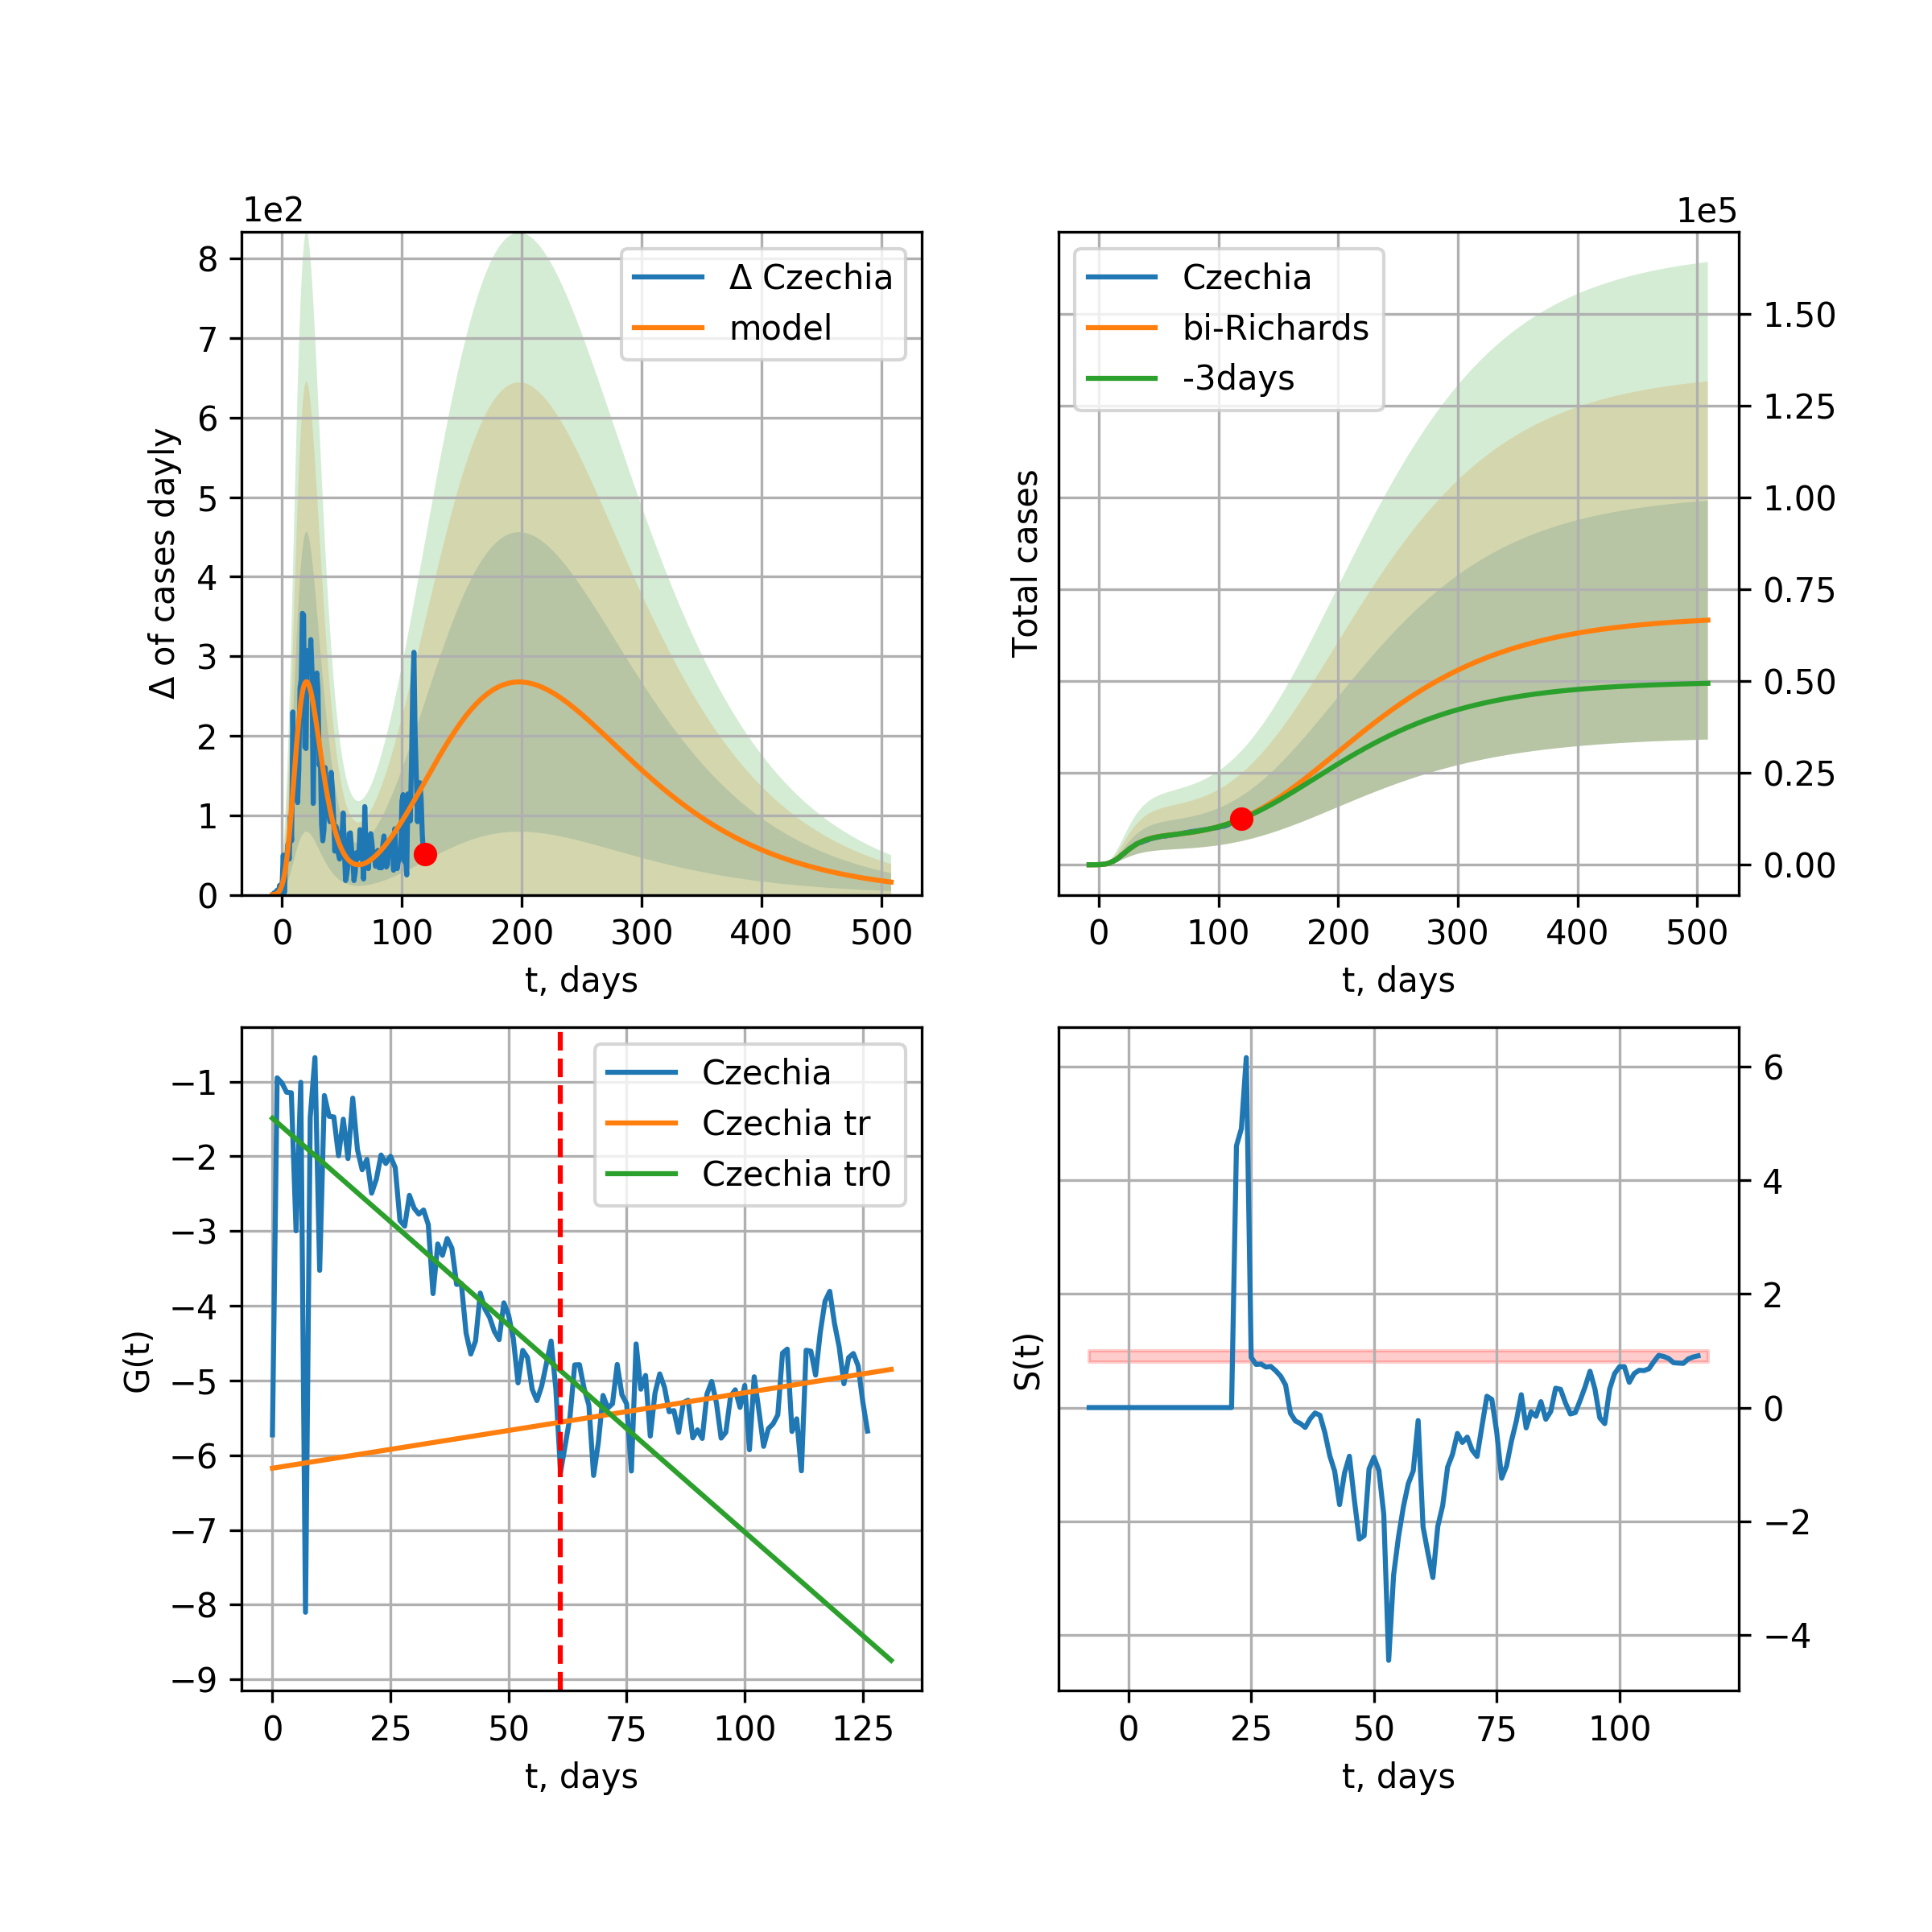 1e2
8
7
6
5
4
3
2
1
0
Δ of cases dayly
Δ Czechia
model
0 100 200 300 400 500
t, days
1e5
Total cases
Czechia
bi-Richards
-3days
1.50
1.25
1.00
0.75
0.50
0.25
0.00
0 100 200 300 400 500
t, days
G(t)
−1
−2
−3
−4
−5
−6
−7
−8
−9
Czechia
Czechia tr
Czechia tr0
0 25 50 75 100 125
t, days
S(t)
6
4
2
0
−2
−4
0 25 50 75 100
t, days